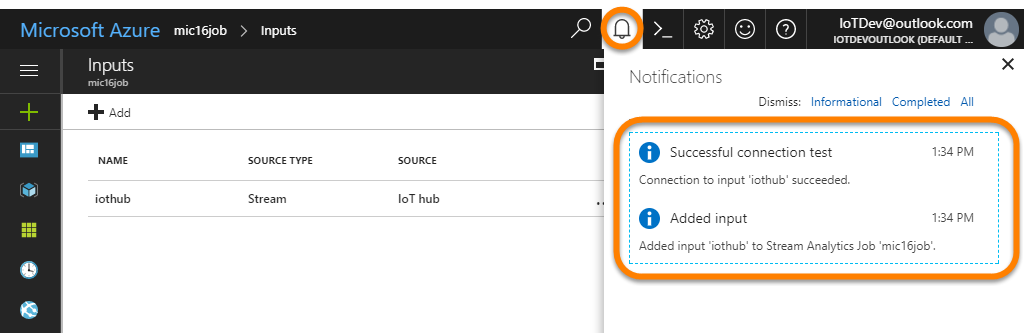 Microsoft Azure mic16job > Inputs
IoTDev@outlook.com
IOTDEVOUTLOOK (DEFAULT ...
Inputs
mic16job
Add
NAME SOURCE TYPE SOURCE
iothub Stream IoT hub ..
Notifications
Dismiss: Informational Completed All
Successful connection test 1:34 PM
Connection to input 'iothub' succeeded.
Added input 1:34 PM
Added input 'iothub' to Stream Analytics Job 'mic16job'.